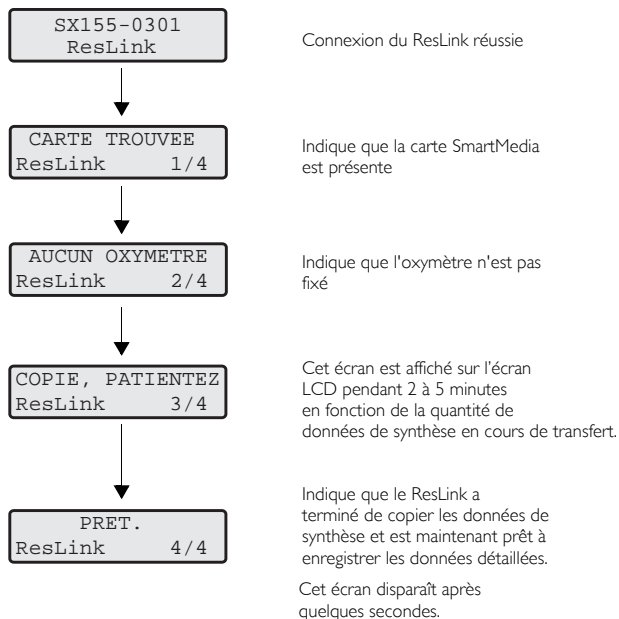 SX155-0301
ResLink
Connexion du ResLink réussie
CARTE TROUVEE
ResLink 1/4
Indique que la carte SmartMedia
est présente
AUCUN OXYMETRE
ResLink 2/4
Indique que l'oxymètre n'est pas
fixé
COPIE, PATIENTEZ
ResLink 3/4
Cet écran est affiché sur l'écran
LCD pendant 2 à 5 minutes
en fonction de la quantité de
données de synthèse en cours de transfert.
PRET.
ResLink 4/4
Indique que le ResLink a
terminé de copier les données de
synthèse et est maintenant prêt à
enregistrer les données détaillées.
Cet écran disparaît après
quelques secondes.